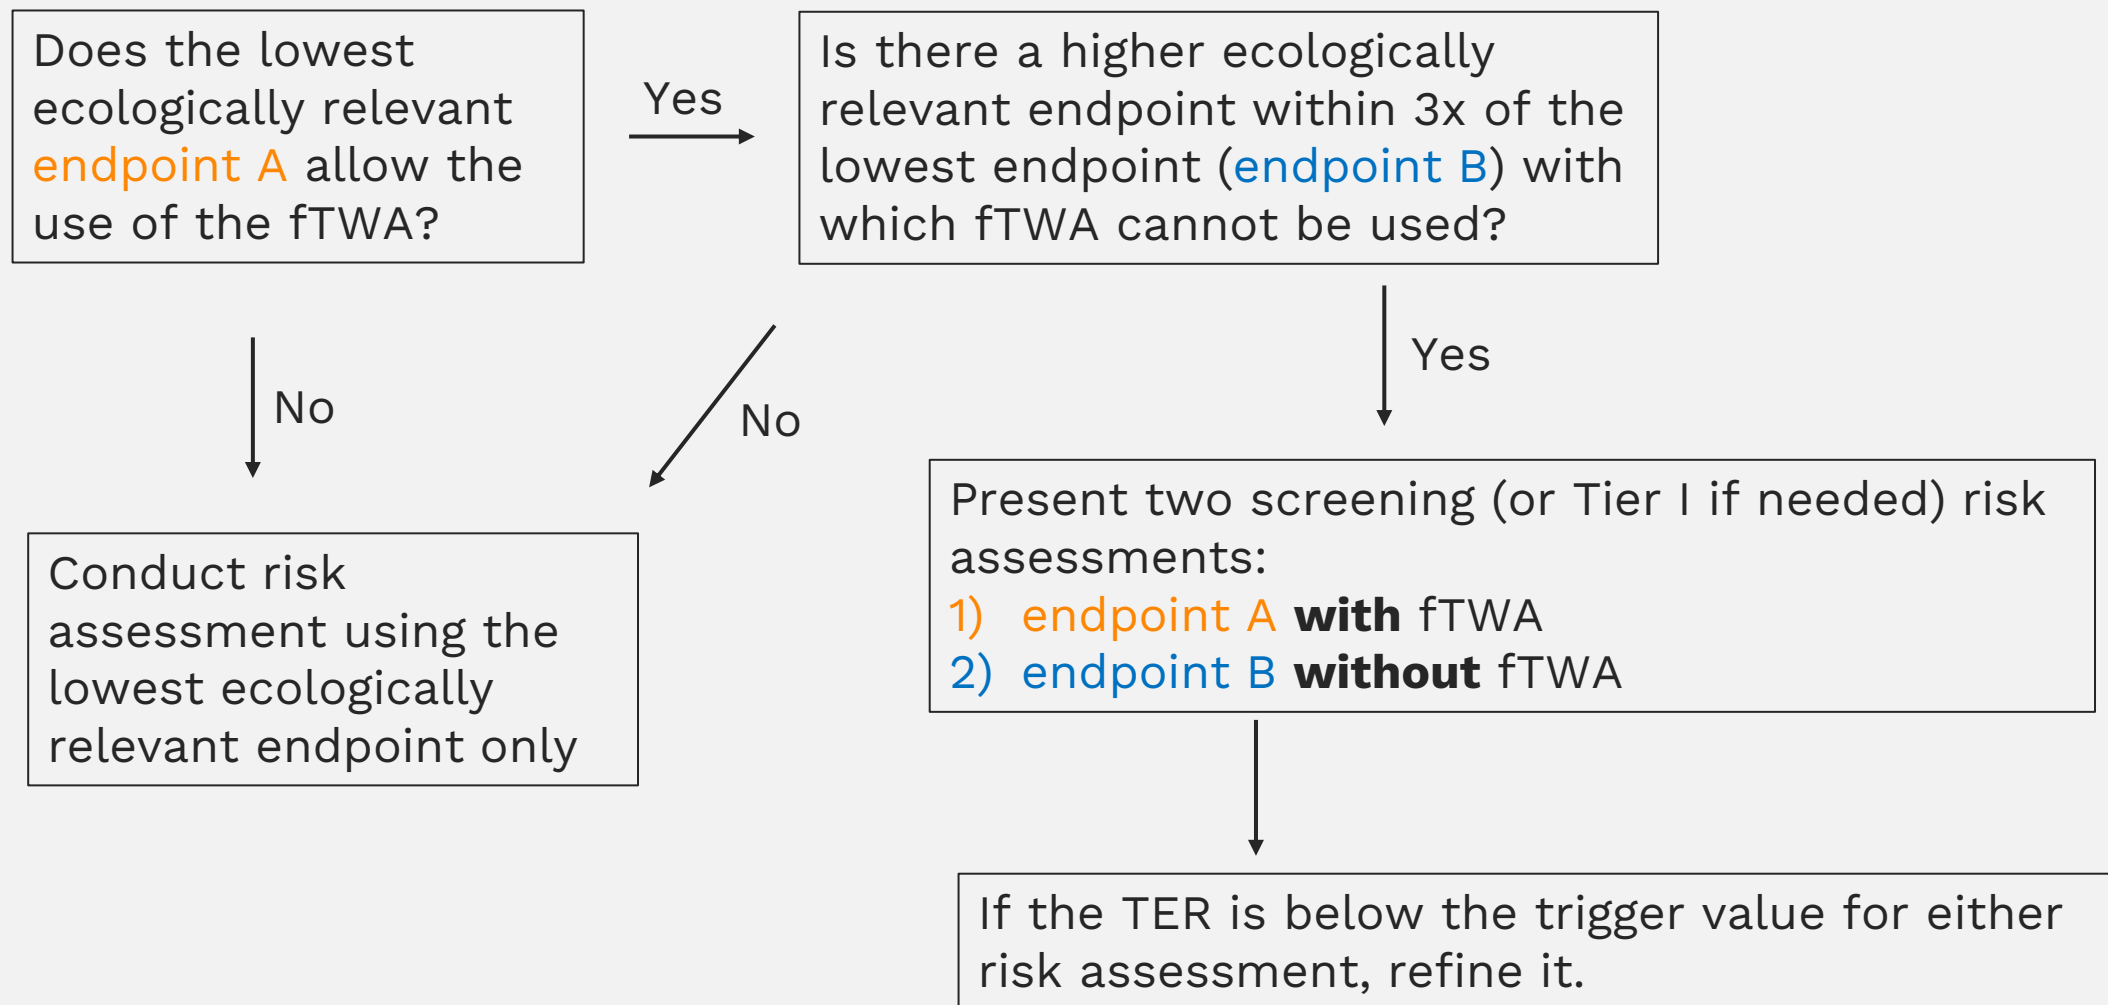 Does the lowest
ecologically relevant
endpoint A allow the
use of the fTWA?
Yes
Is there a higher ecologically
relevant endpoint within 3x of the
lowest endpoint (endpoint B) with
which fTWA cannot be used?
No
No
Yes
Conduct risk
assessment using the
lowest ecologically
relevant endpoint only
Present two screening (or Tier I if needed) risk
assessments:
1) endpoint A with fTWA
2) endpoint B without fTWA
If the TER is below the trigger value for either
risk assessment, refine it.